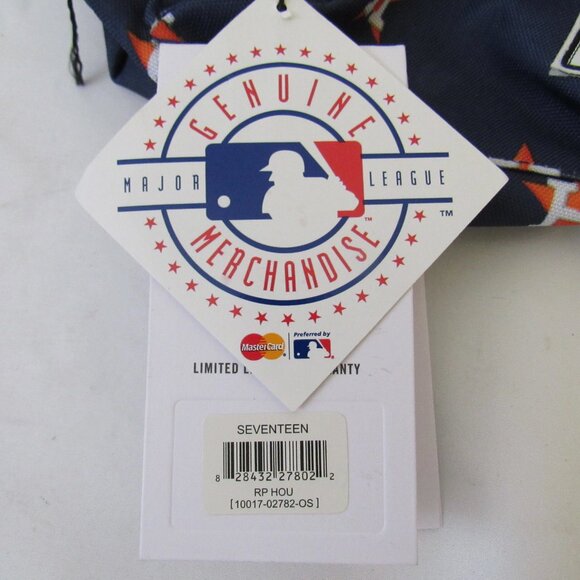 GENUINE
MAJOR LEAGUE
TM
MERCHANDISE
TM
MasterCard
Preferred by
LIMITED
SEVENTEEN
8 28432 27802 2
RP HOU
[ 10017-02782-OS ]